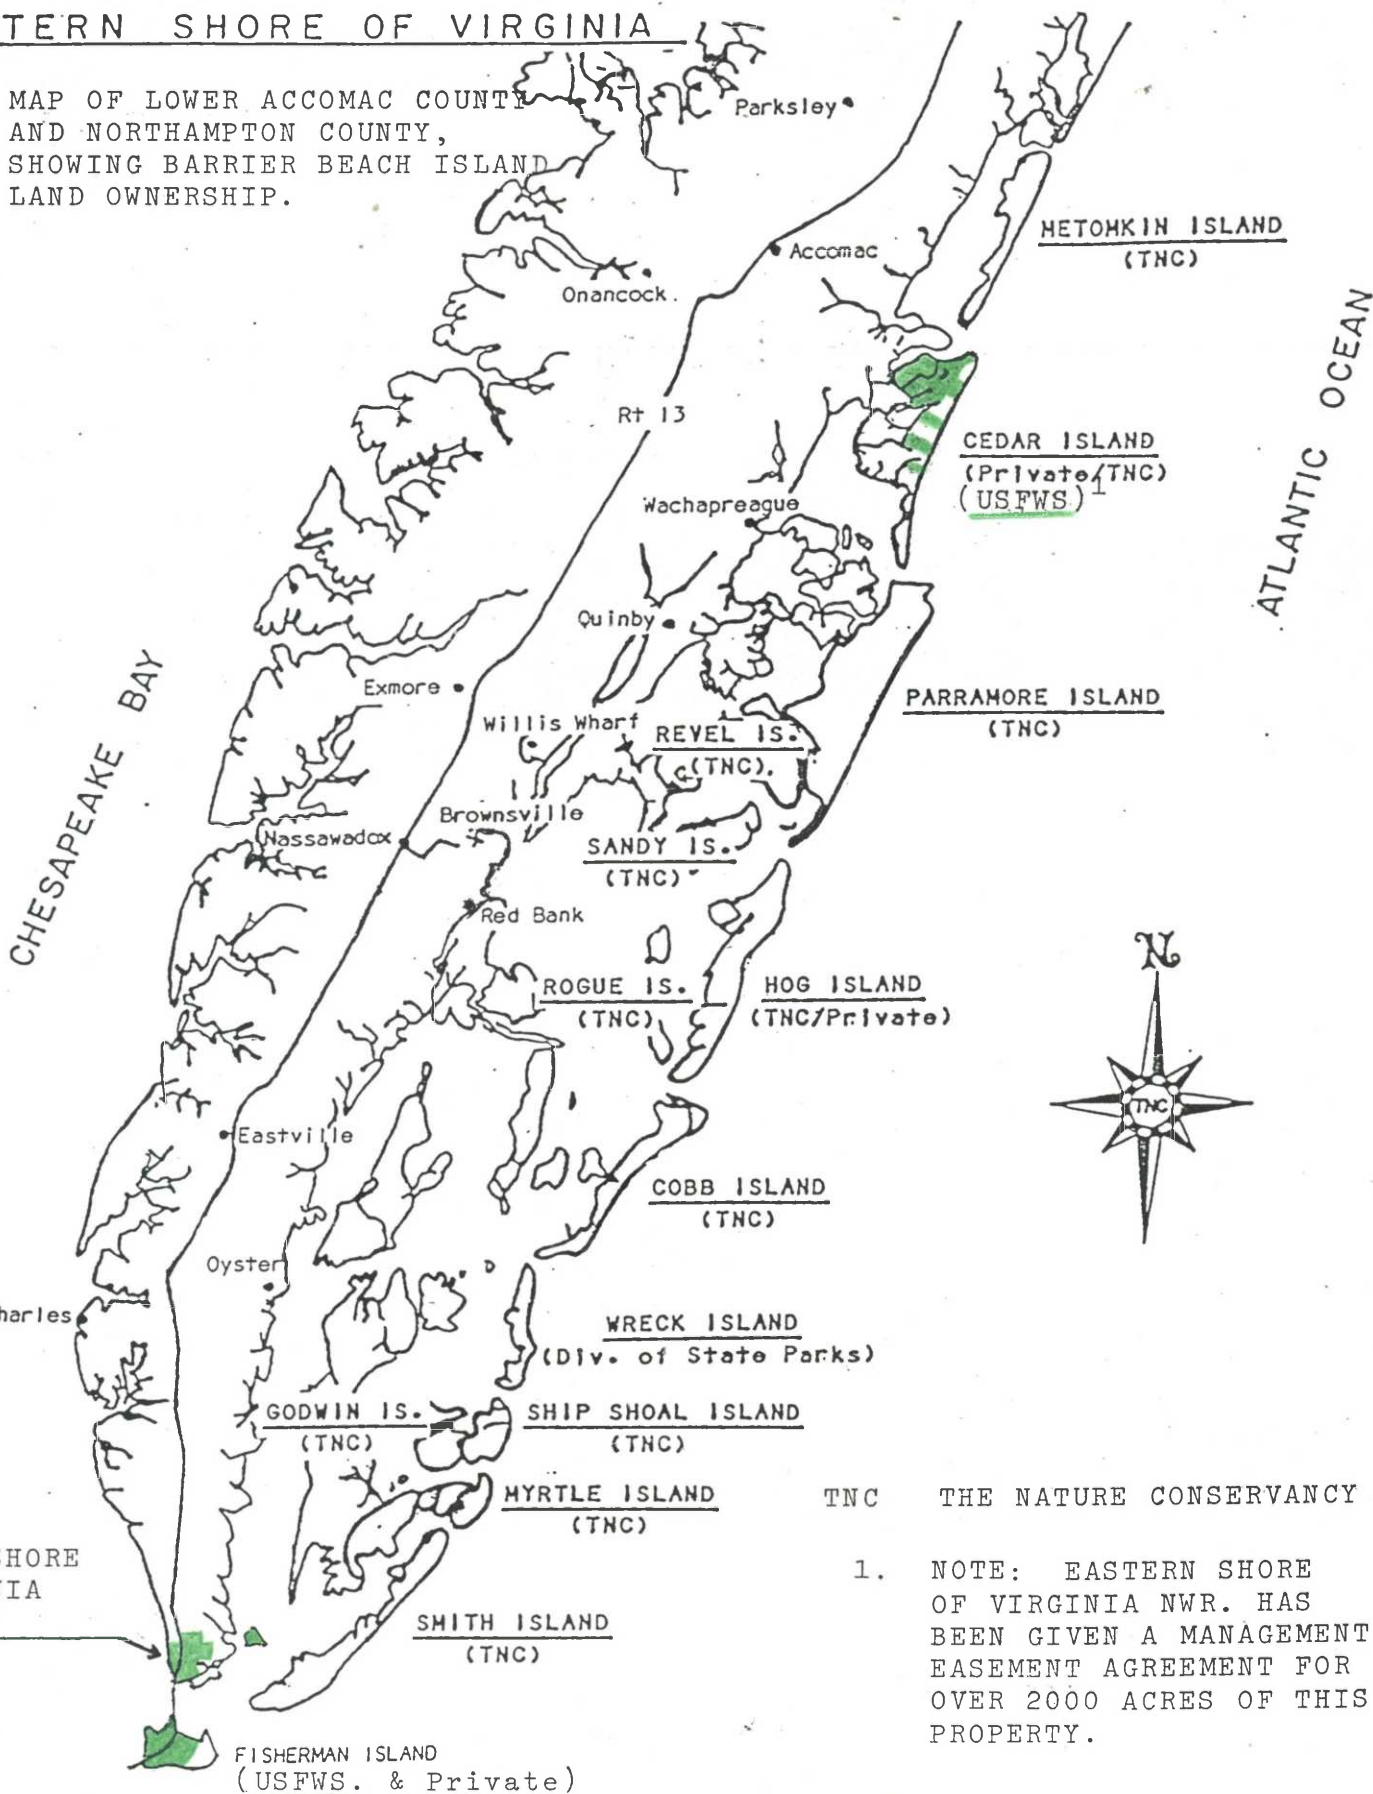 TERN SHORE OF VIRGINIA
MAP OF LOWER ACCOMAC COUNTY
AND NORTHAMPTON COUNTY,
SHOWING BARRIER BEACH ISLAND
LAND OWNERSHIP.
Parksley
METOMKIN ISLAND
(TNC)
Accomac
Onancock.
ATLANTIC OCEAN
Rt 13
CEDAR ISLAND
(Private/TNC)
(USFWS)1
Wachapreague
Quinby
CHESAPEAKE BAY
Exmore
PARRAMORE ISLAND
(TNC)
Willis Wharf
REVEL IS.
(TNC).
Brownsville
Nassawadox
SANDY IS.
(TNC)
Red Bank
N
ROGUE IS.
(TNC)
HOG ISLAND
(TNC/Private)
TNC
Eastville
COBB ISLAND
(TNC)
Oyster
harles
WRECK ISLAND
(Div. of State Parks)
GODWIN IS.
(TNC)
SHIP SHOAL ISLAND
(TNC)
MYRTLE ISLAND
(TNC)
TNC THE NATURE CONSERVANCY
SHORE
IA
1. NOTE: EASTERN SHORE
OF VIRGINIA NWR. HAS
BEEN GIVEN A MANAGEMENT
EASEMENT AGREEMENT FOR
OVER 2000 ACRES OF THIS
PROPERTY.
SMITH ISLAND
(TNC)
FISHERMAN ISLAND
(USFWS. & Private)